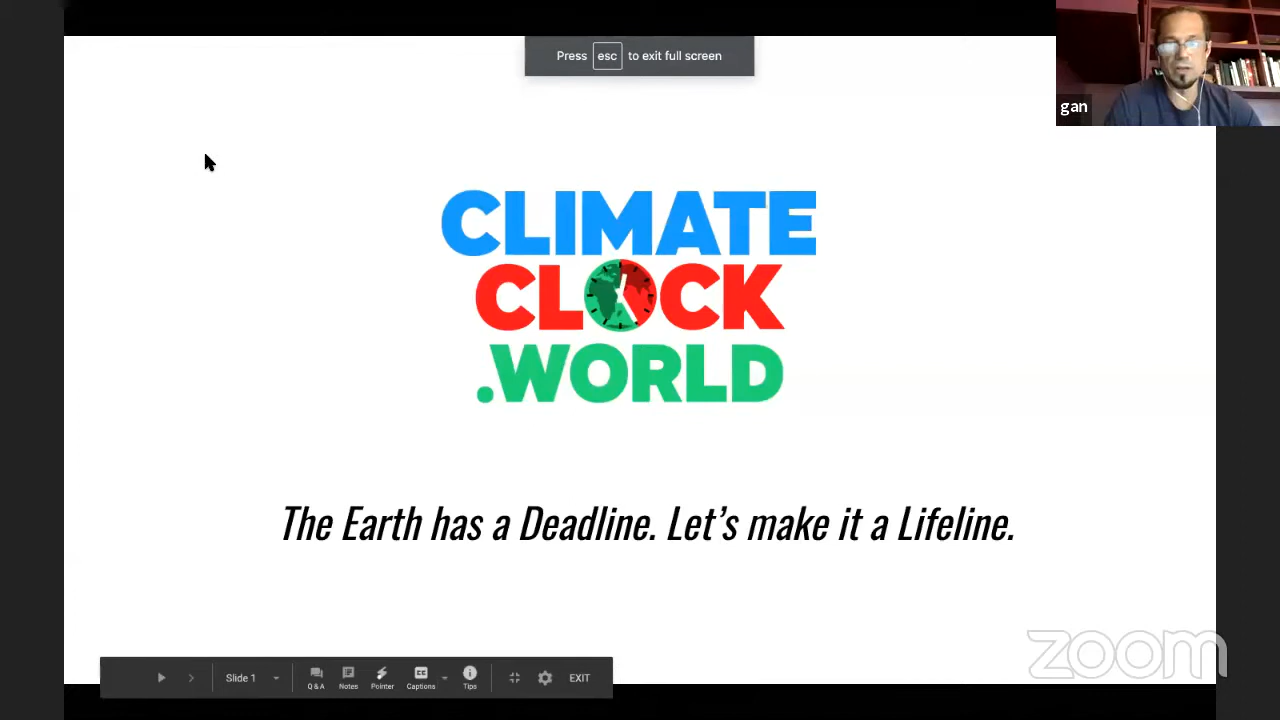 Press esc to exit full screen
gan
CLIMATE
CLOCK
.WORLD
The Earth has a Deadline. Let's make it a Lifeline.
Slide 1
Q & A
Notes
Pointer
Captions
Tips
EXIT
zoom